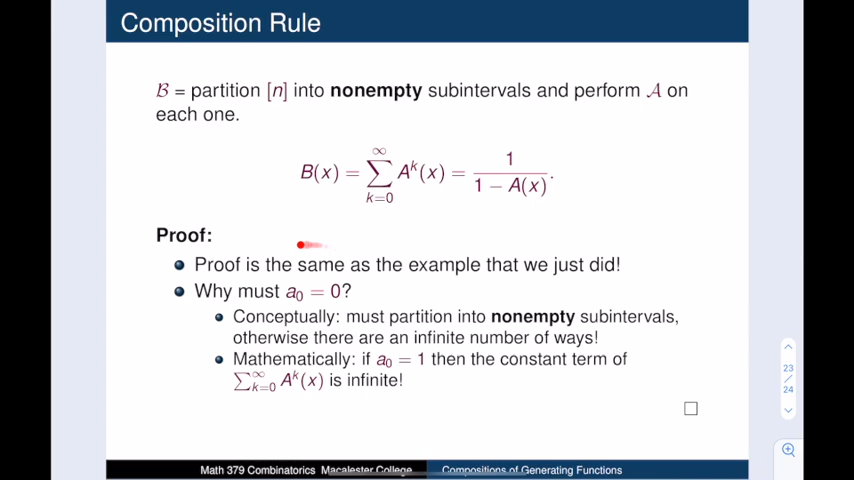 Composition Rule
ℬ = partition [n] into nonempty subintervals and perform 𝒜 on
each one.
B(x) = ∑_{k=0}^{∞} A^k(x) = 1/(1 − A(x)).
Proof:
Proof is the same as the example that we just did!
Why must a₀ = 0?
Conceptually: must partition into nonempty subintervals,
otherwise there are an infinite number of ways!
Mathematically: if a₀ = 1 then the constant term of
∑_{k=0}^{∞} A^k(x) is infinite!
23
/
24
Math 379 Combinatorics Macalester College
Compositions of Generating Functions